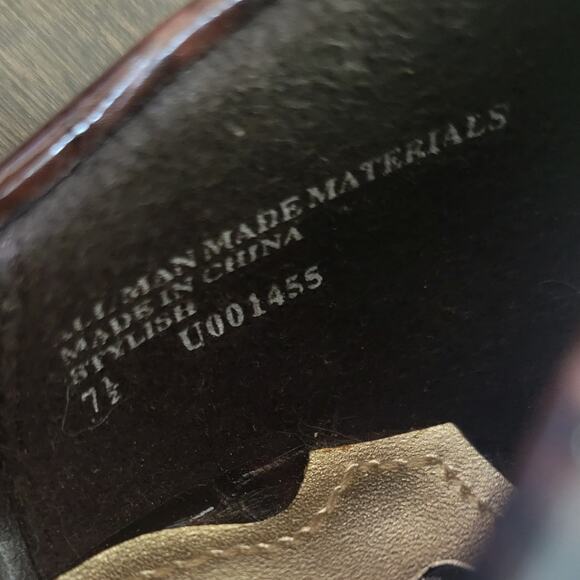 ALL MAN MADE MATERIALS
MADE IN CHINA
STYLISH
7½ U001455